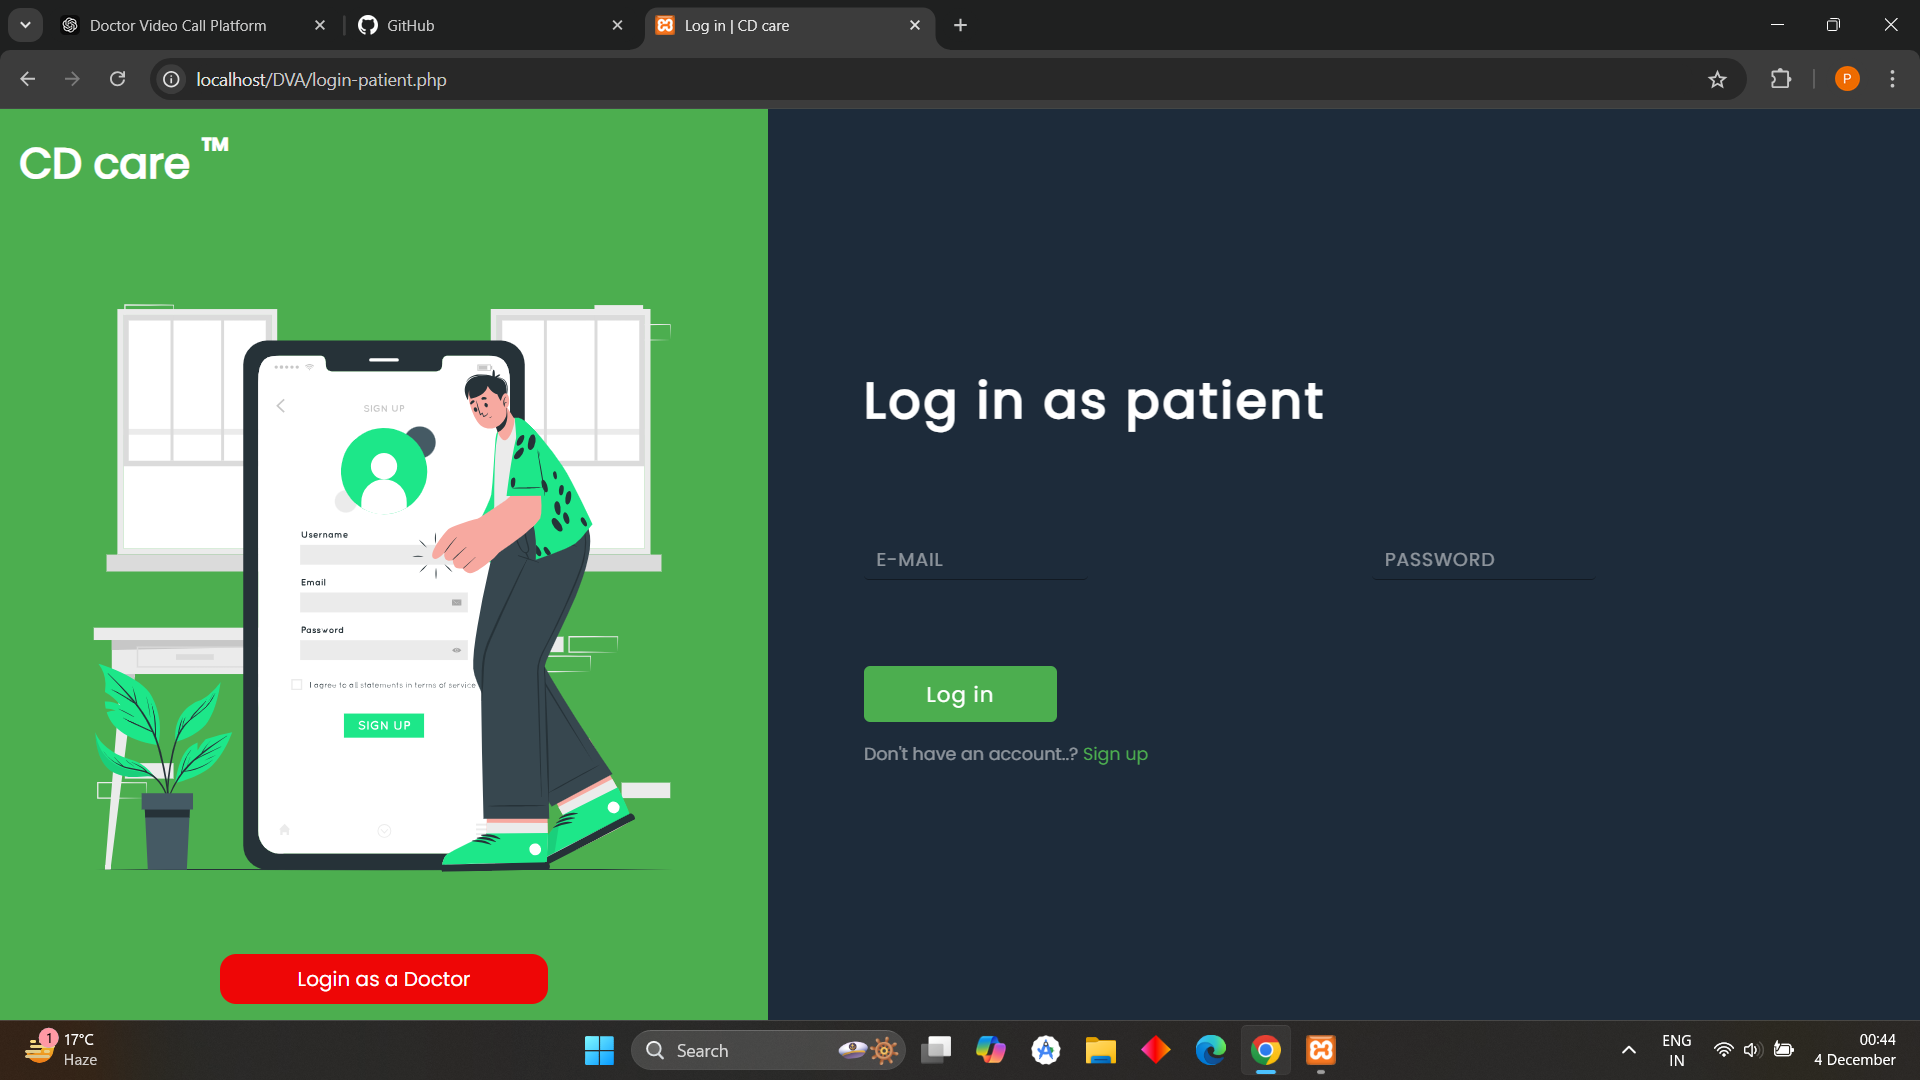 Doctor Video Call Platform
GitHub
Log in | CD care
localhost/DVA/login-patient.php
P
CD care ™
SIGN UP
Username
Email
Password
I agree to all statements in terms of service
SIGN UP
Login as a Doctor
Log in as patient
E-MAIL
PASSWORD
Log in
Don't have an account..? Sign up
1
17°C
Haze
Search
ENG
IN
00:44
4 December